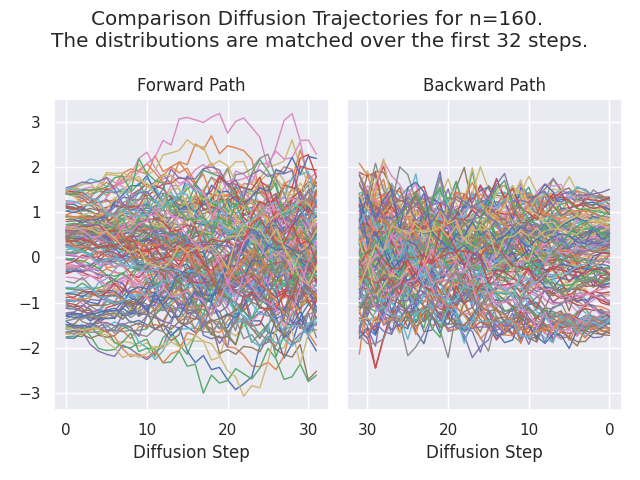 Comparison Diffusion Trajectories for n=160.
The distributions are matched over the first 32 steps.
Forward Path
Backward Path
3
2
1
0
−1
−2
−3
0 10 20 30
30 20 10 0
Diffusion Step
Diffusion Step